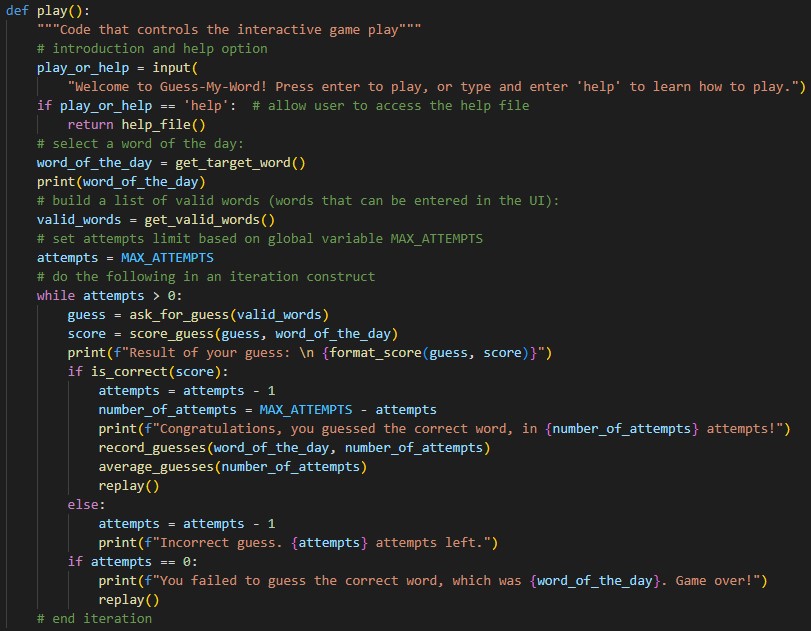 def play():
    """Code that controls the interactive game play"""
    # introduction and help option
    play_or_help = input(
        "Welcome to Guess-My-Word! Press enter to play, or type and enter 'help' to learn how to play.")
    if play_or_help == 'help':  # allow user to access the help file
        return help_file()
    # select a word of the day:
    word_of_the_day = get_target_word()
    print(word_of_the_day)
    # build a list of valid words (words that can be entered in the UI):
    valid_words = get_valid_words()
    # set attempts limit based on global variable MAX_ATTEMPTS
    attempts = MAX_ATTEMPTS
    # do the following in an iteration construct
    while attempts > 0:
        guess = ask_for_guess(valid_words)
        score = score_guess(guess, word_of_the_day)
        print(f"Result of your guess: \n {format_score(guess, score)}")
        if is_correct(score):
            attempts = attempts - 1
            number_of_attempts = MAX_ATTEMPTS - attempts
            print(f"Congratulations, you guessed the correct word, in {number_of_attempts} attempts!")
            record_guesses(word_of_the_day, number_of_attempts)
            average_guesses(number_of_attempts)
            replay()
        else:
            attempts = attempts - 1
            print(f"Incorrect guess. {attempts} attempts left.")
        if attempts == 0:
            print(f"You failed to guess the correct word, which was {word_of_the_day}. Game over!")
            replay()
    # end iteration